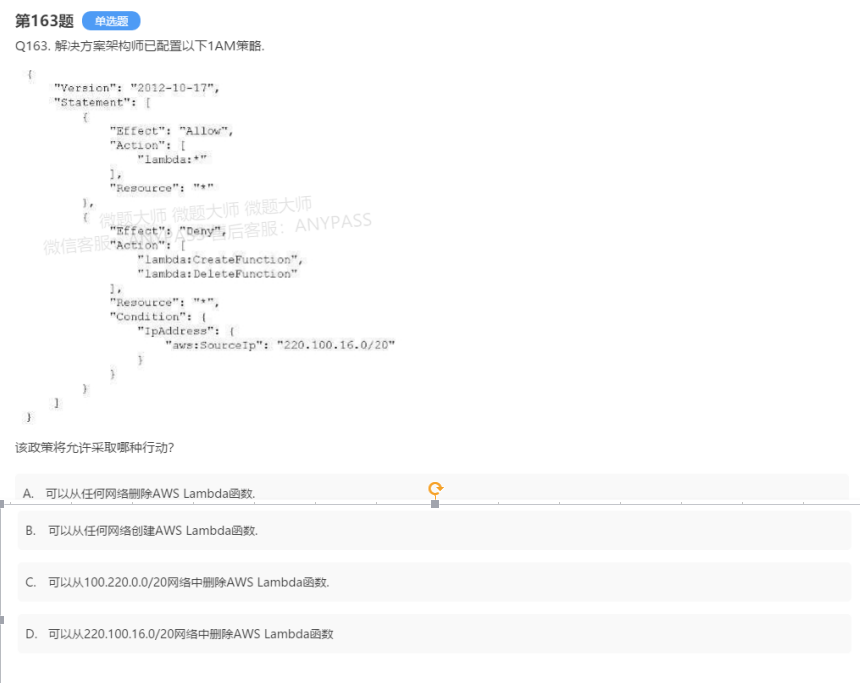 第163题 单选题
Q163. 解决方案架构师已配置以下1AM策略.
{
"Version": "2012-10-17",
"Statement": [
{
"Effect": "Allow",
"Action": [
"lambda:*"
],
"Resource": "*"
},
{
微题大师 微题大师 微题大师
"Effect": "Deny",
微信客服: ANYPASS 售后客服: ANYPASS
"Action": [
"lambda:CreateFunction",
"lambda:DeleteFunction"
],
"Resource": "*",
"Condition": {
"IpAddress": {
"aws:SourceIp": "220.100.16.0/20"
}
}
}
]
}
该政策将允许采取哪种行动?
A. 可以从任何网络删除AWS Lambda函数.
B. 可以从任何网络创建AWS Lambda函数.
C. 可以从100.220.0.0/20网络中删除AWS Lambda函数.
D. 可以从220.100.16.0/20网络中删除AWS Lambda函数